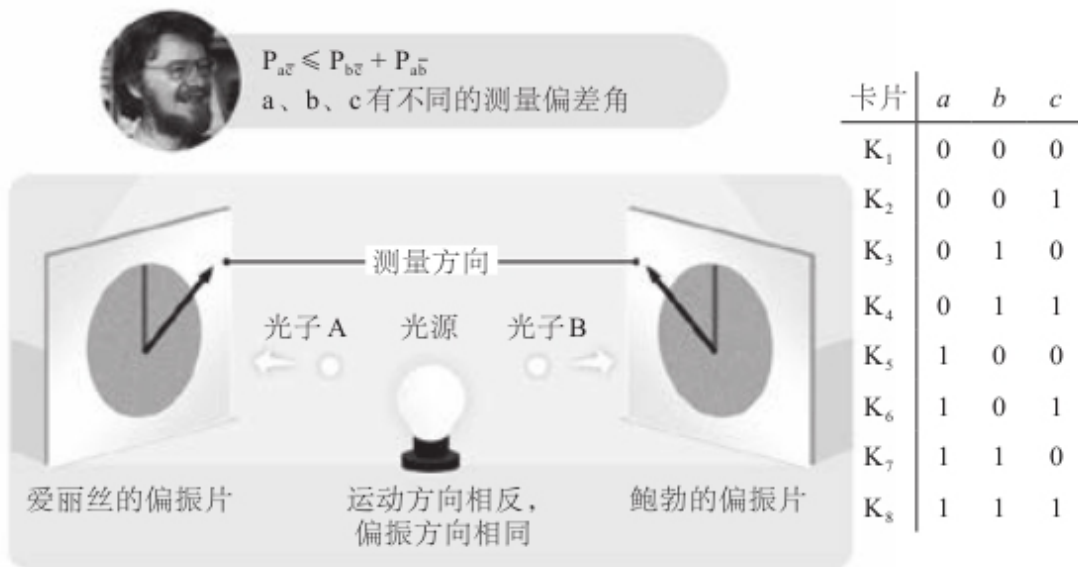 P_{ac̄} ≤ P_{bc̄} + P_{ab̄}
a、b、c 有不同的测量偏差角
测量方向
光子 A
光源
光子 B
爱丽丝的偏振片
运动方向相反，
偏振方向相同
鲍勃的偏振片
卡片 a b c
K₁ 0 0 0
K₂ 0 0 1
K₃ 0 1 0
K₄ 0 1 1
K₅ 1 0 0
K₆ 1 0 1
K₇ 1 1 0
K₈ 1 1 1